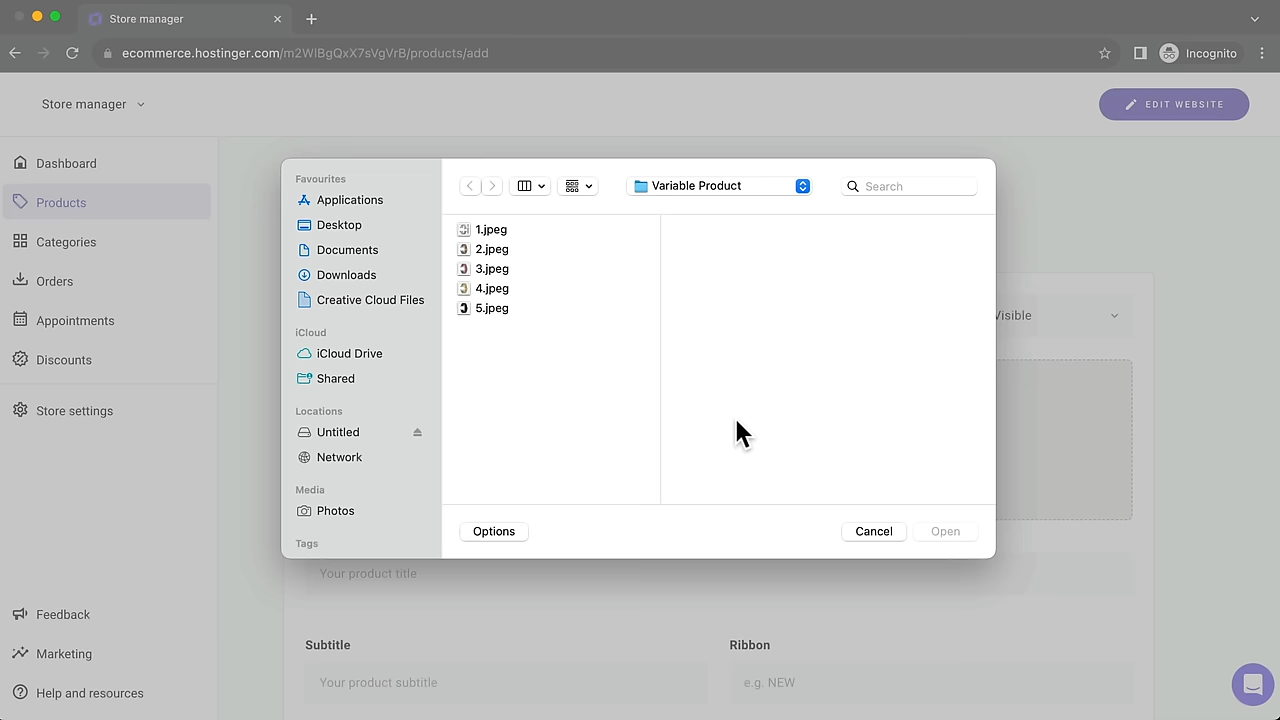 Store manager
ecommerce.hostinger.com/m2WlBgQxX7sVgVrB/products/add
Incognito
Store manager
EDIT WEBSITE
Dashboard
Products
Categories
Orders
Appointments
Discounts
Store settings
Feedback
Marketing
Help and resources
Favourites
Applications
Desktop
Documents
Downloads
Creative Cloud Files
iCloud
iCloud Drive
Shared
Locations
Untitled
Network
Media
Photos
Tags
Variable Product
Search
1.jpeg
2.jpeg
3.jpeg
4.jpeg
5.jpeg
Options
Cancel
Open
Visible
Your product title
Subtitle
Ribbon
Your product subtitle
e.g. NEW